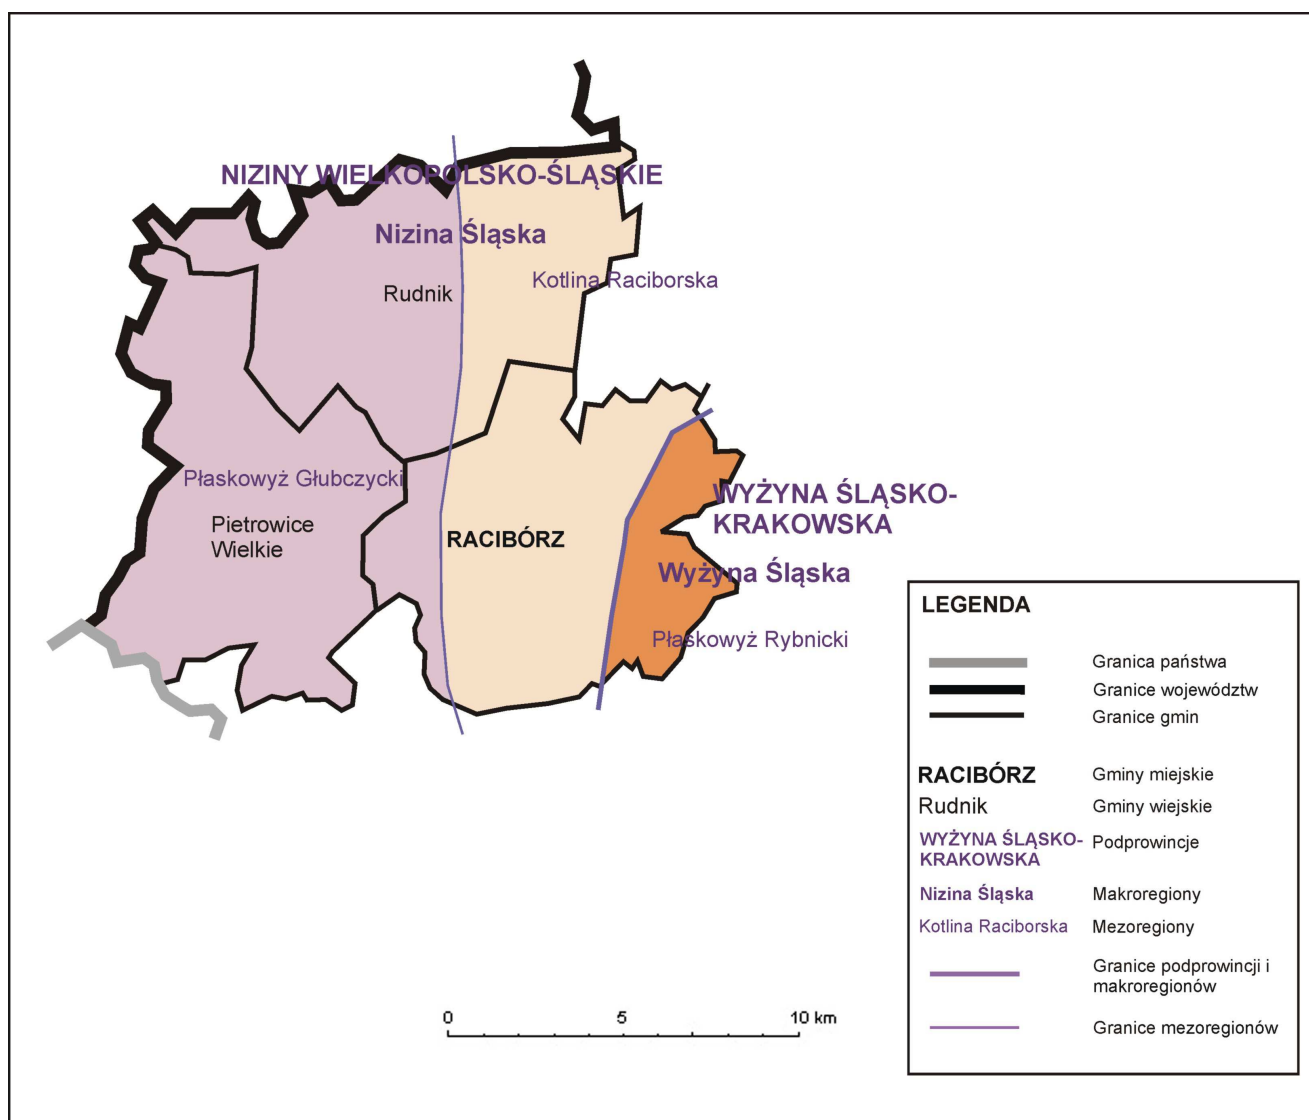 NIZINY WIELKOPOLSKO-ŚLĄSKIE
Nizina Śląska
Kotlina Raciborska
Rudnik
Płaskowyż Głubczycki
Pietrowice
Wielkie
RACIBÓRZ
WYŻYNA ŚLĄSKO-
KRAKOWSKA
Wyżyna Śląska
Płaskowyż Rybnicki
LEGENDA
Granica państwa
Granice województw
Granice gmin
RACIBÓRZ Gminy miejskie
Rudnik Gminy wiejskie
WYŻYNA ŚLĄSKO-
KRAKOWSKA Podprowincje
Nizina Śląska Makroregiony
Kotlina Raciborska Mezoregiony
Granice podprowincji i
makroregionów
Granice mezoregionów
0 5 10 km